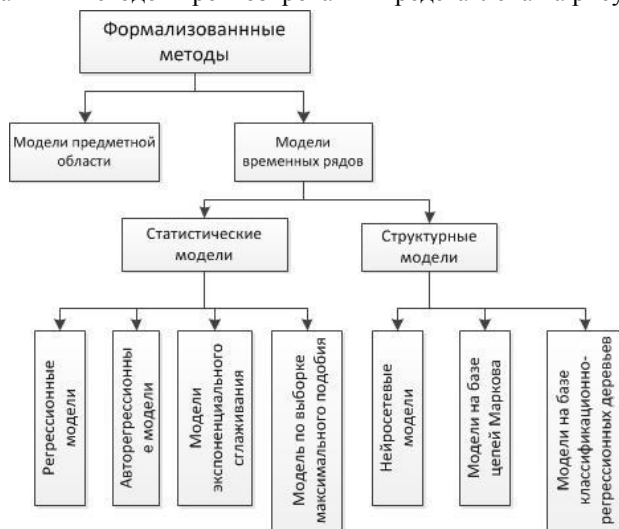 Формализованнные
методы
Модели предметной
области
Модели
временных рядов
Статистические
модели
Структурные
модели
Регрессионные
модели
Авторегрессионны
е модели
Модели
экспоненциального
сглаживания
Модель по выборке
максимального подобия
Нейросетевые
модели
Модели на базе
цепей Маркова
Модели на базе
классификационно-
регрессионных деревьев